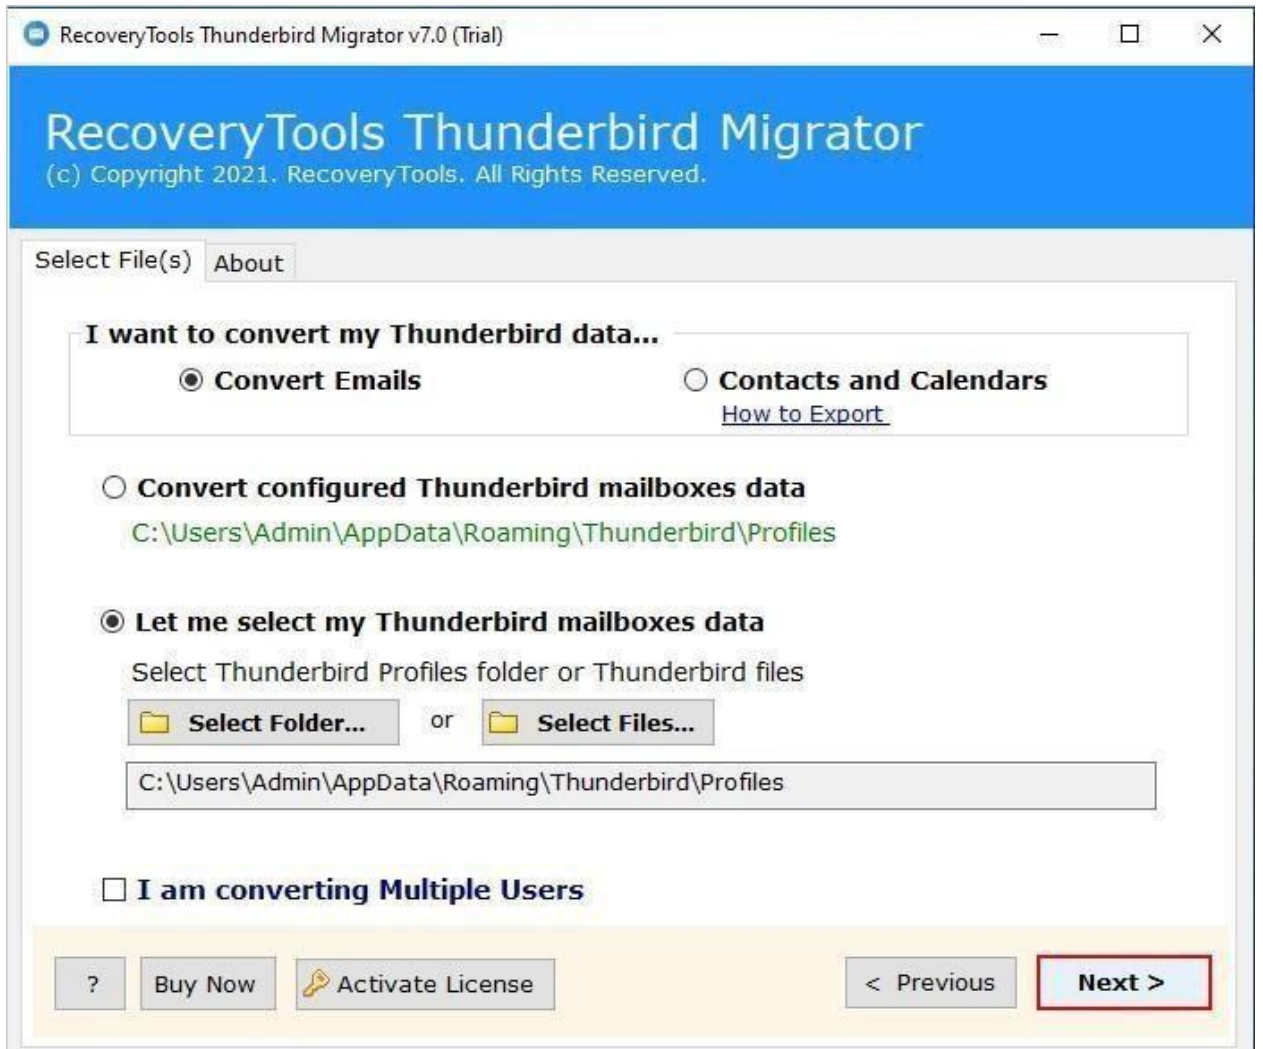 RecoveryTools Thunderbird Migrator v7.0 (Trial)
RecoveryTools Thunderbird Migrator
(c) Copyright 2021. RecoveryTools. All Rights Reserved.
Select File(s) About
I want to convert my Thunderbird data...
Convert Emails Contacts and Calendars
How to Export
Convert configured Thunderbird mailboxes data
C:\Users\Admin\AppData\Roaming\Thunderbird\Profiles
Let me select my Thunderbird mailboxes data
Select Thunderbird Profiles folder or Thunderbird files
Select Folder... or Select Files...
C:\Users\Admin\AppData\Roaming\Thunderbird\Profiles
I am converting Multiple Users
? Buy Now Activate License < Previous Next >